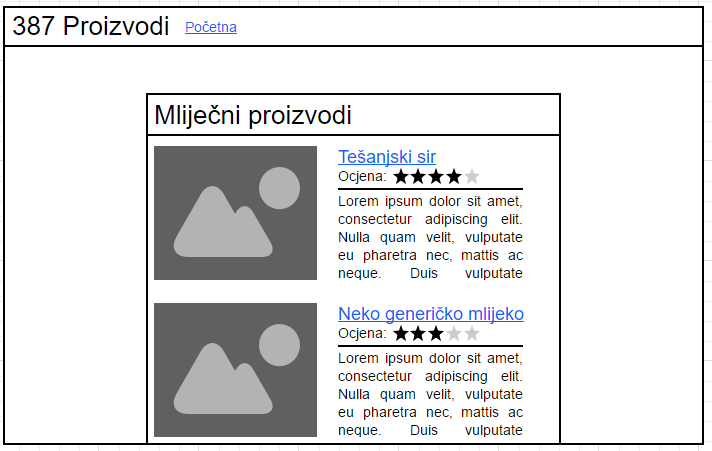 387 Proizvodi Početna
Mliječni proizvodi
Tešanjski sir
Ocjena:
Lorem ipsum dolor sit amet,
consectetur adipiscing elit.
Nulla quam velit, vulputate
eu pharetra nec, mattis ac
neque. Duis vulputate
Neko generičko mlijeko
Ocjena:
Lorem ipsum dolor sit amet,
consectetur adipiscing elit.
Nulla quam velit, vulputate
eu pharetra nec, mattis ac
neque. Duis vulputate